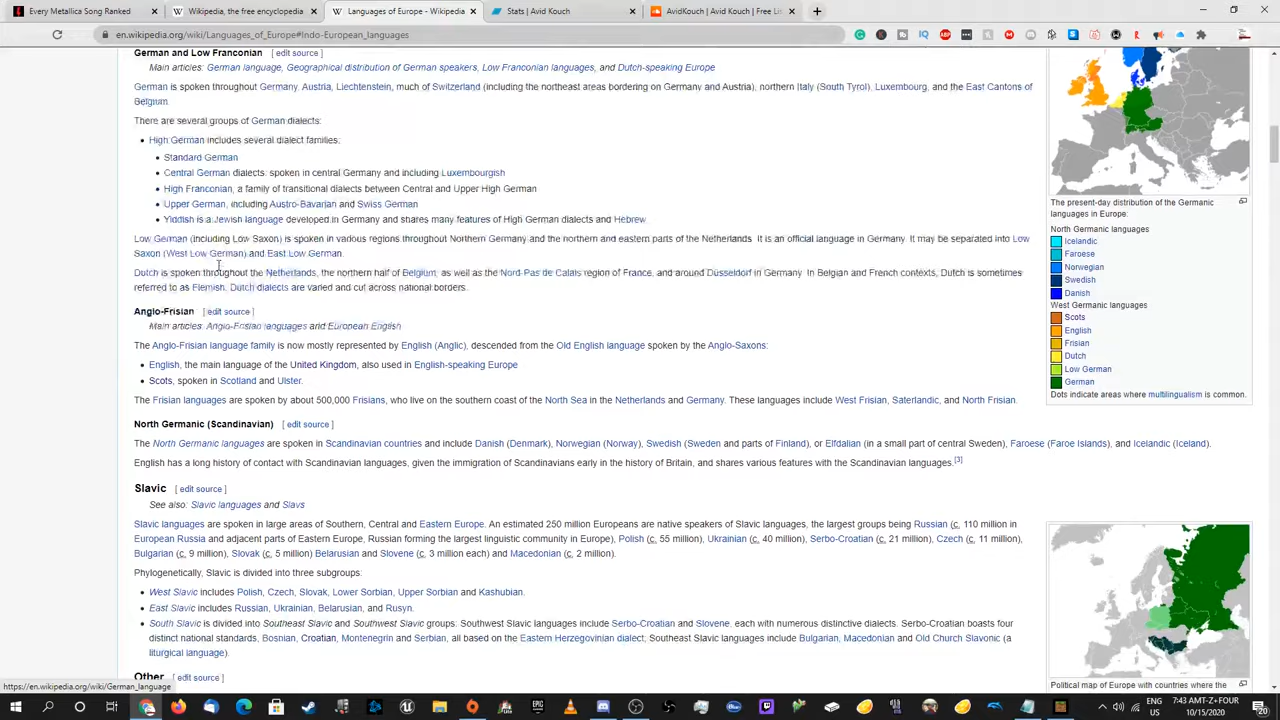 Every Metallica Song Ranked
Wikipedia, the free encyclopedia
Languages of Europe - Wikipedia
Stats | Avid Kouch
AvidKouch | Avid Kouch | Free Lis
en.wikipedia.org/wiki/Languages_of_Europe#Indo-European_languages
German and Low Franconian [ edit source ]
Main articles: German language, Geographical distribution of German speakers, Low Franconian languages, and Dutch-speaking Europe
German is spoken throughout Germany, Austria, Liechtenstein, much of Switzerland (including the northeast areas bordering on Germany and Austria), northern Italy (South Tyrol), Luxembourg, and the East Cantons of
Belgium.
There are several groups of German dialects:
High German includes several dialect families:
Standard German
Central German dialects, spoken in central Germany and including Luxembourgish
High Franconian, a family of transitional dialects between Central and Upper High German
Upper German, including Austro-Bavarian and Swiss German
Yiddish is a Jewish language developed in Germany and shares many features of High German dialects and Hebrew.
Low German (including Low Saxon) is spoken in various regions throughout Northern Germany and the northern and eastern parts of the Netherlands. It is an official language in Germany. It may be separated into Low
Saxon (West Low German) and East Low German.
Dutch is spoken throughout the Netherlands, the northern half of Belgium, as well as the Nord-Pas de Calais region of France, and around Düsseldorf in Germany. In Belgian and French contexts, Dutch is sometimes
referred to as Flemish. Dutch dialects are varied and cut across national borders.
Anglo-Frisian [ edit source ]
Main articles: Anglo-Frisian languages and European English
The Anglo-Frisian language family is now mostly represented by English (Anglic), descended from the Old English language spoken by the Anglo-Saxons:
English, the main language of the United Kingdom, also used in English-speaking Europe
Scots, spoken in Scotland and Ulster.
The Frisian languages are spoken by about 500,000 Frisians, who live on the southern coast of the North Sea in the Netherlands and Germany. These languages include West Frisian, Saterlandic, and North Frisian.
North Germanic (Scandinavian) [ edit source ]
The North Germanic languages are spoken in Scandinavian countries and include Danish (Denmark), Norwegian (Norway), Swedish (Sweden and parts of Finland), or Elfdalian (in a small part of central Sweden), Faroese (Faroe Islands), and Icelandic (Iceland).
English has a long history of contact with Scandinavian languages, given the immigration of Scandinavians early in the history of Britain, and shares various features with the Scandinavian languages.[3]
Slavic [ edit source ]
See also: Slavic languages and Slavs
Slavic languages are spoken in large areas of Southern, Central and Eastern Europe. An estimated 250 million Europeans are native speakers of Slavic languages, the largest groups being Russian (c. 110 million in
European Russia and adjacent parts of Eastern Europe, Russian forming the largest linguistic community in Europe), Polish (c. 55 million), Ukrainian (c. 40 million), Serbo-Croatian (c. 21 million), Czech (c. 11 million),
Bulgarian (c. 9 million), Slovak (c. 5 million) Belarusian and Slovene (c. 3 million each) and Macedonian (c. 2 million).
Phylogenetically, Slavic is divided into three subgroups:
West Slavic includes Polish, Czech, Slovak, Lower Sorbian, Upper Sorbian and Kashubian.
East Slavic includes Russian, Ukrainian, Belarusian, and Rusyn.
South Slavic is divided into Southeast Slavic and Southwest Slavic groups: Southwest Slavic languages include Serbo-Croatian and Slovene, each with numerous distinctive dialects. Serbo-Croatian boasts four
distinct national standards, Bosnian, Croatian, Montenegrin and Serbian, all based on the Eastern Herzegovinian dialect; Southeast Slavic languages include Bulgarian, Macedonian and Old Church Slavonic (a
liturgical language).
Other [ edit source ]
The present-day distribution of the Germanic
languages in Europe:
North Germanic languages
Icelandic
Faroese
Norwegian
Swedish
Danish
West Germanic languages
Scots
English
Frisian
Dutch
Low German
German
Dots indicate areas where multilingualism is common.
Political map of Europe with countries where the
https://en.wikipedia.org/wiki/German_language
ENG
US
7:43 AMT-Z+FOUR
10/15/2020
20